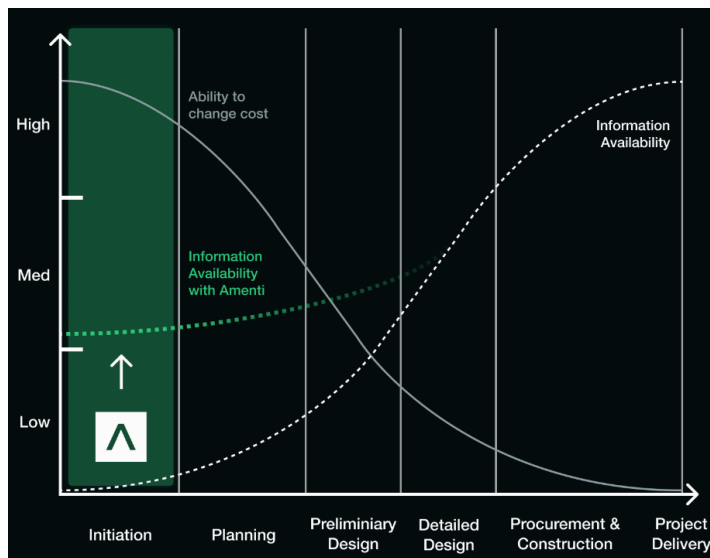 Ability to
change cost
High
Information
Availability
Information
Availability
with Amenti
Med
Low
Initiation
Planning
Preliminiary
Design
Detailed
Design
Procurement &
Construction
Project
Delivery